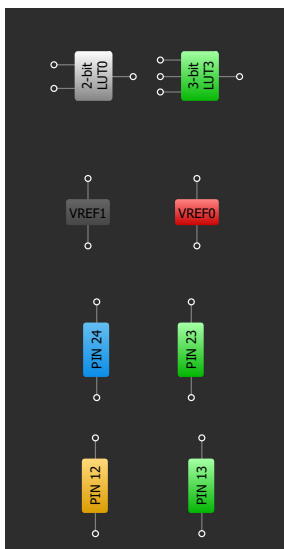 2-bit
LUT0
3-bit
LUT3
VREF1
VREF0
PIN 24
PIN 23
PIN 12
PIN 13